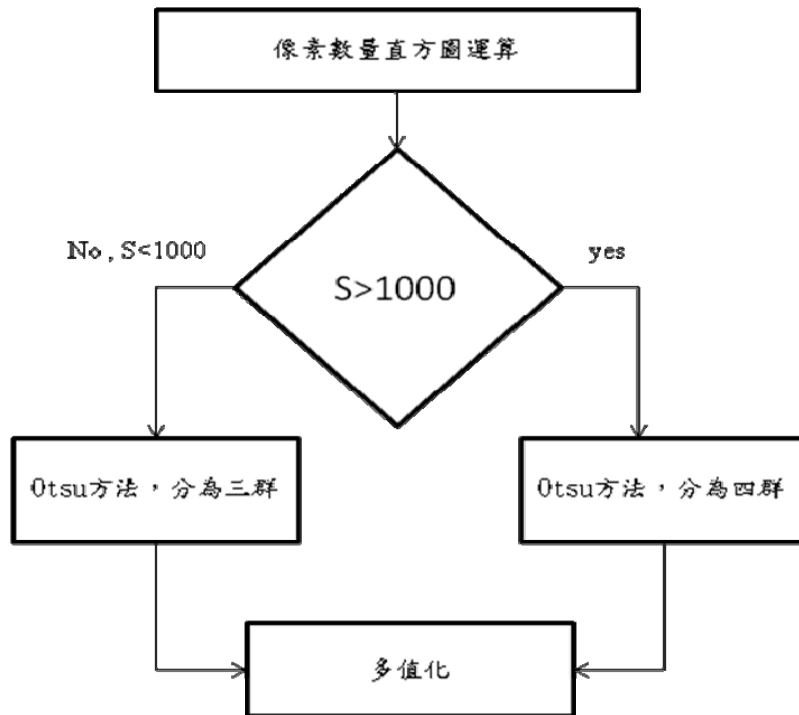 像素數量直方圖運算
No , S<1000
yes
S>1000
Otsu方法，分為三群
Otsu方法，分為四群
多值化